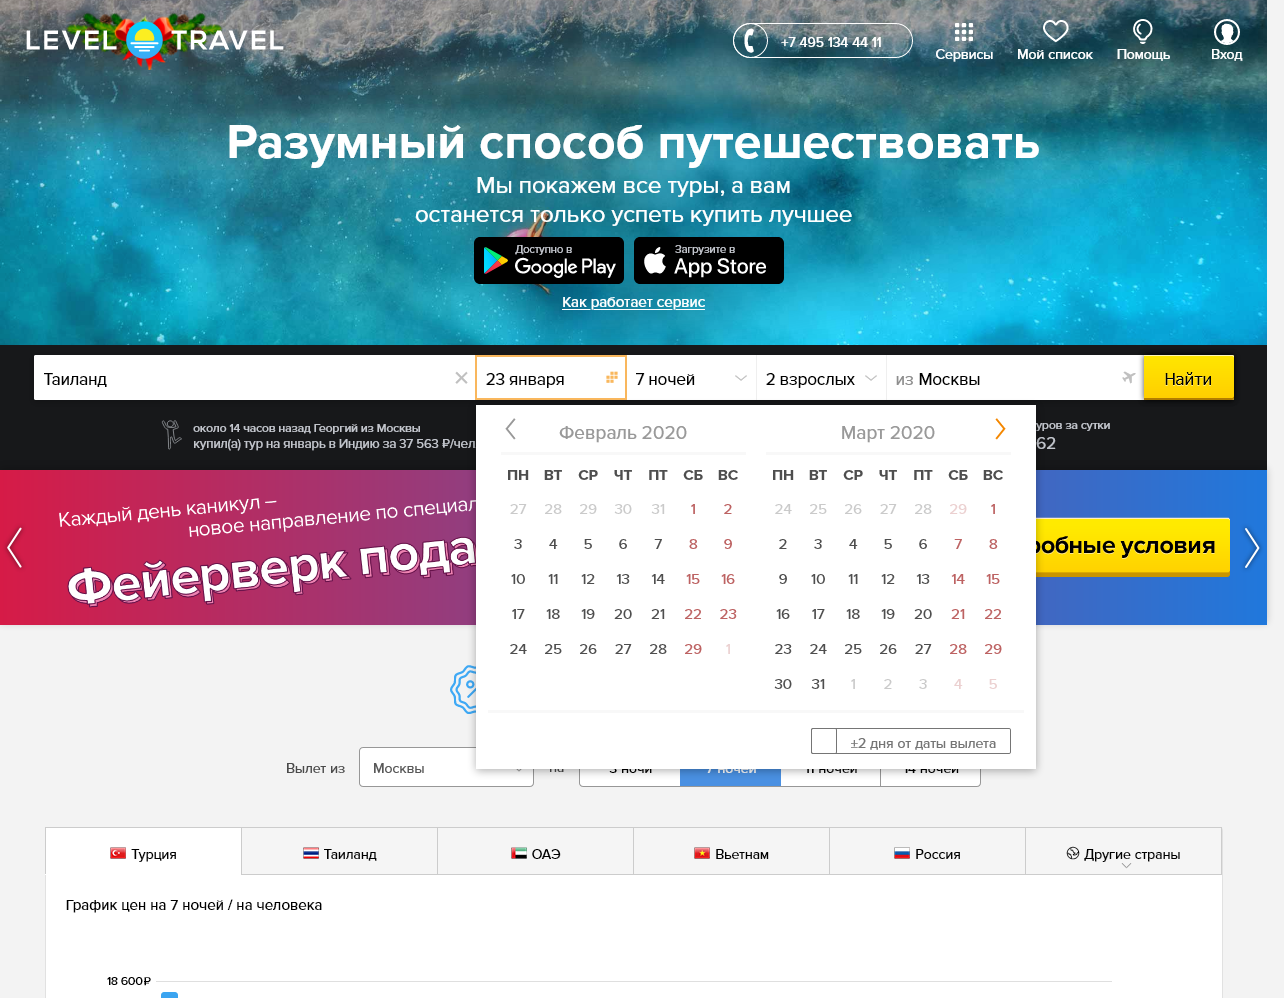 LEVEL TRAVEL
+7 495 134 44 11
Сервисы
Мой список
Помощь
Вход
Разумный способ путешествовать
Мы покажем все туры, а вам
останется только успеть купить лучшее
Доступно в
Google Play
Загрузите в
App Store
Как работает сервис
Таиланд
23 января
7 ночей
2 взрослых
из Москвы
Найти
около 14 часов назад Георгий из Москвы
купил(а) тур на январь в Индию за 37 563 ₽/чел
уров за сутки
62
Каждый день каникул –
новое направление по специал
Фейерверк пода
робные условия
Февраль 2020
ПН ВТ СР ЧТ ПТ СБ ВС
27 28 29 30 31 1 2
3 4 5 6 7 8 9
10 11 12 13 14 15 16
17 18 19 20 21 22 23
24 25 26 27 28 29 1
Март 2020
ПН ВТ СР ЧТ ПТ СБ ВС
24 25 26 27 28 29 1
2 3 4 5 6 7 8
9 10 11 12 13 14 15
16 17 18 19 20 21 22
23 24 25 26 27 28 29
30 31 1 2 3 4 5
±2 дня от даты вылета
Вылет из
Москвы
на
3 ночи
7 ночей
11 ночей
14 ночей
Турция
Таиланд
ОАЭ
Вьетнам
Россия
Другие страны
График цен на 7 ночей / на человека
18 600₽